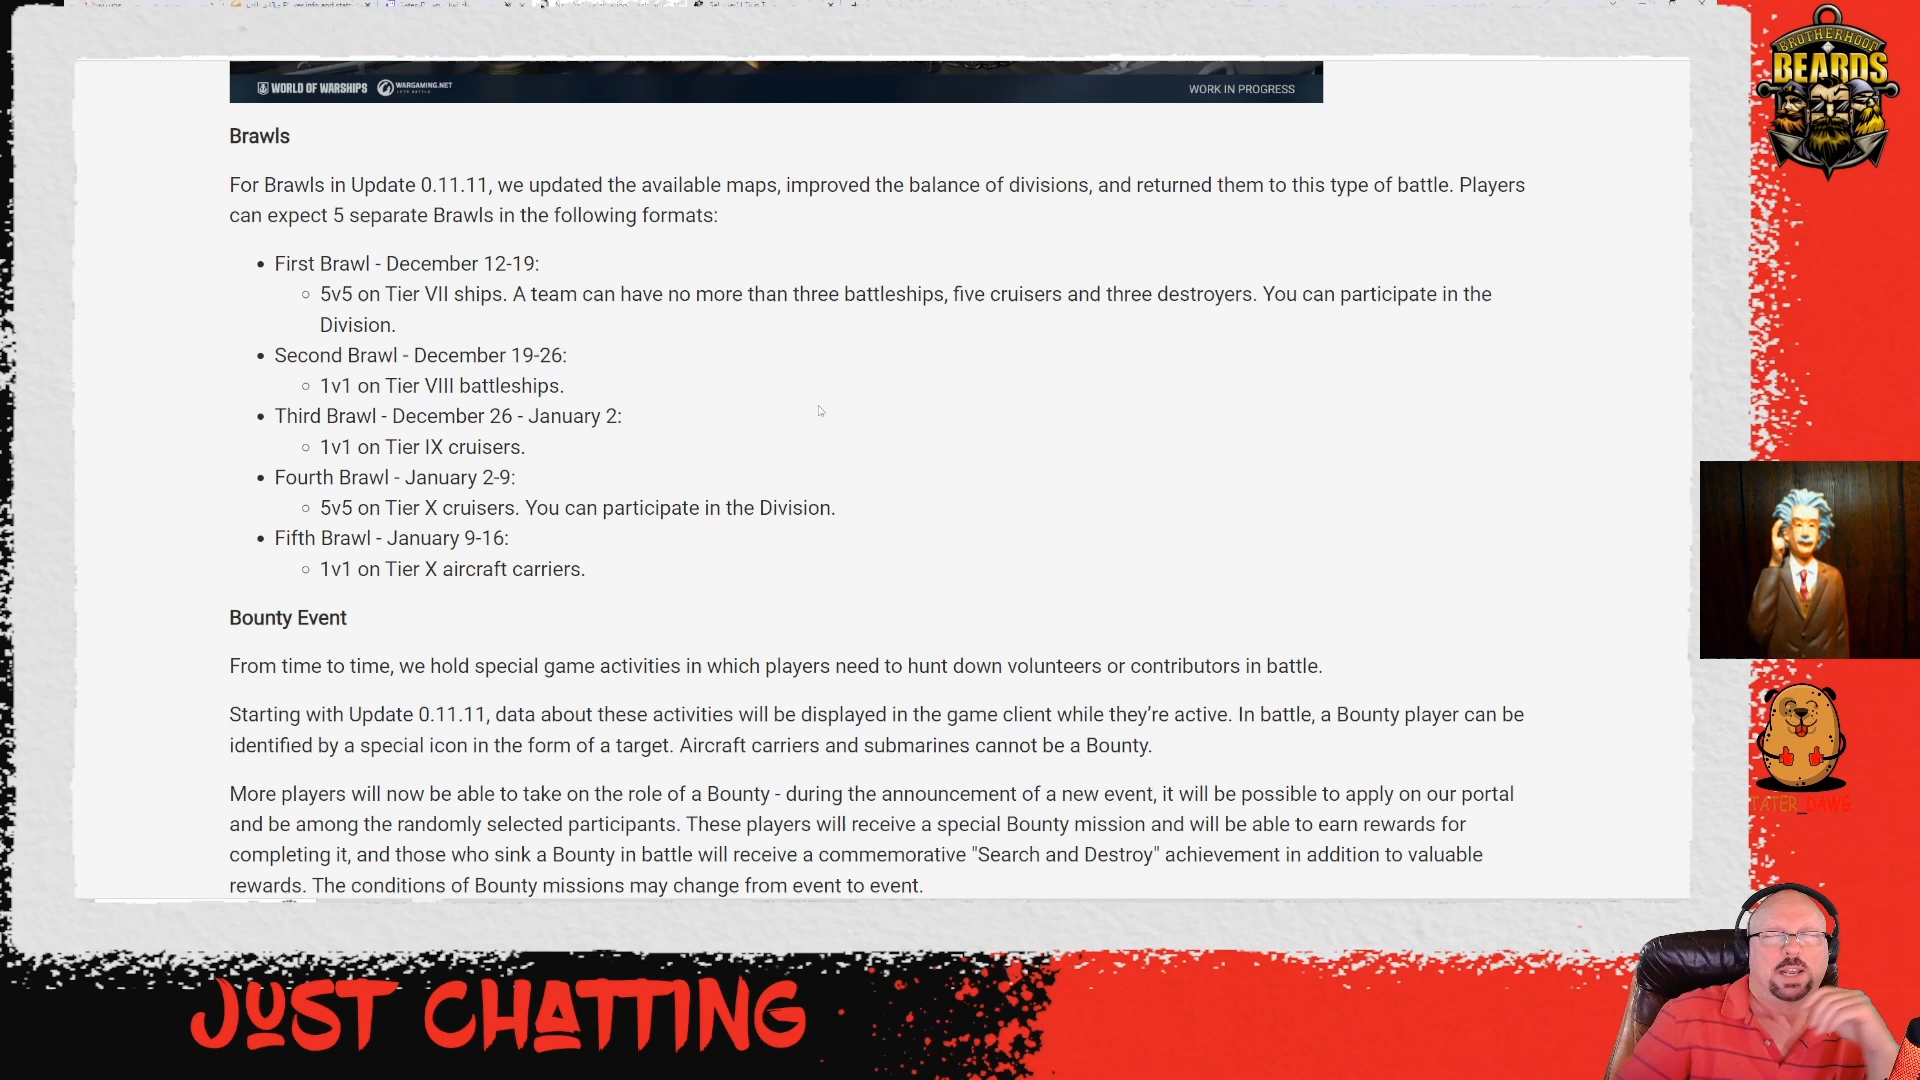 WORLD OF WARSHIPS WARGAMING.NET
LET'S BATTLE
WORK IN PROGRESS
BROTHERHOOD
BEARDS
Brawls
For Brawls in Update 0.11.11, we updated the available maps, improved the balance of divisions, and returned them to this type of battle. Players
can expect 5 separate Brawls in the following formats:
• First Brawl - December 12-19:
○ 5v5 on Tier VII ships. A team can have no more than three battleships, five cruisers and three destroyers. You can participate in the
Division.
• Second Brawl - December 19-26:
○ 1v1 on Tier VIII battleships.
• Third Brawl - December 26 - January 2:
○ 1v1 on Tier IX cruisers.
• Fourth Brawl - January 2-9:
○ 5v5 on Tier X cruisers. You can participate in the Division.
• Fifth Brawl - January 9-16:
○ 1v1 on Tier X aircraft carriers.
Bounty Event
From time to time, we hold special game activities in which players need to hunt down volunteers or contributors in battle.
Starting with Update 0.11.11, data about these activities will be displayed in the game client while they’re active. In battle, a Bounty player can be
identified by a special icon in the form of a target. Aircraft carriers and submarines cannot be a Bounty.
More players will now be able to take on the role of a Bounty - during the announcement of a new event, it will be possible to apply on our portal
and be among the randomly selected participants. These players will receive a special Bounty mission and will be able to earn rewards for
completing it, and those who sink a Bounty in battle will receive a commemorative "Search and Destroy" achievement in addition to valuable
rewards. The conditions of Bounty missions may change from event to event.
TATER_DAWG
JUST CHATTING